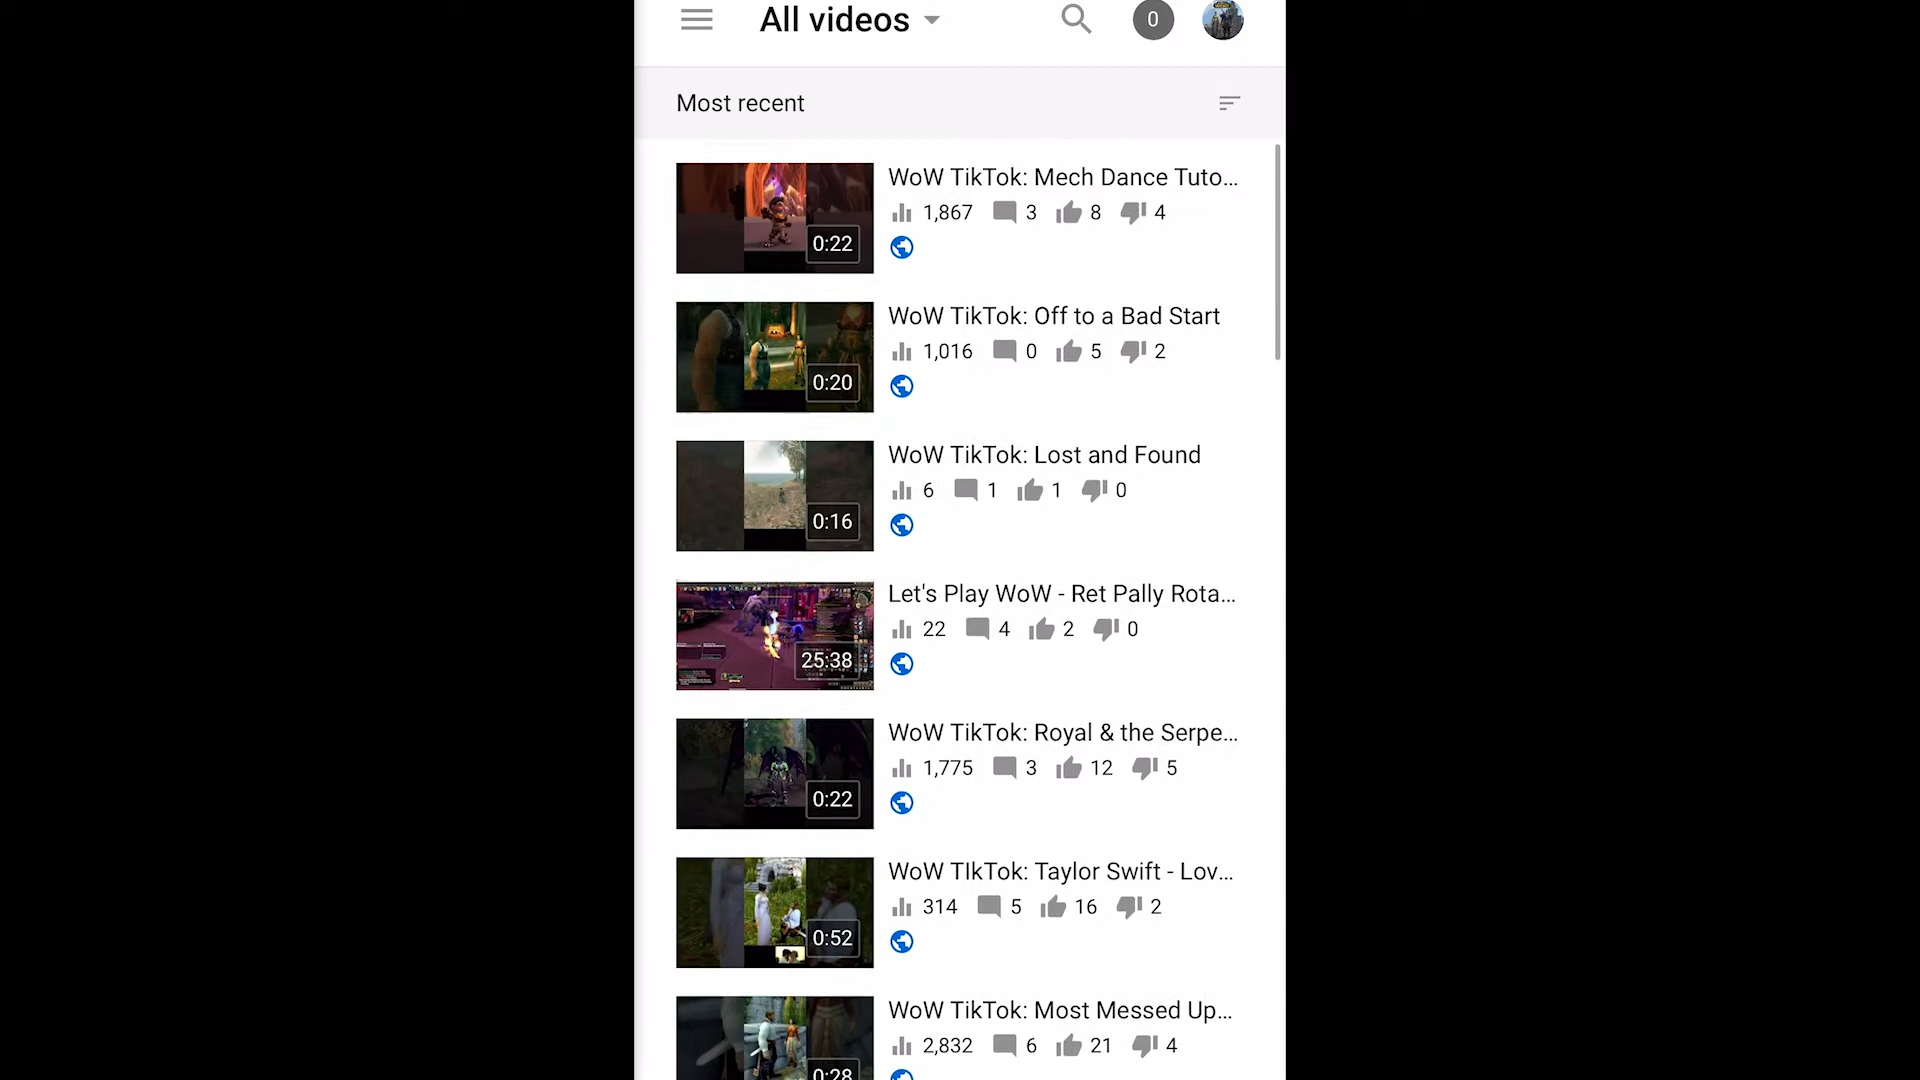 All videos
0
Most recent
WoW TikTok: Mech Dance Tuto...
1,867 3 8 4
0:22
WoW TikTok: Off to a Bad Start
1,016 0 5 2
0:20
WoW TikTok: Lost and Found
6 1 1 0
0:16
Let's Play WoW - Ret Pally Rota...
22 4 2 0
25:38
WoW TikTok: Royal & the Serpe...
1,775 3 12 5
0:22
WoW TIkTok: Taylor Swift - Lov...
314 5 16 2
0:52
WoW TikTok: Most Messed Up...
2,832 6 21 4
0:28